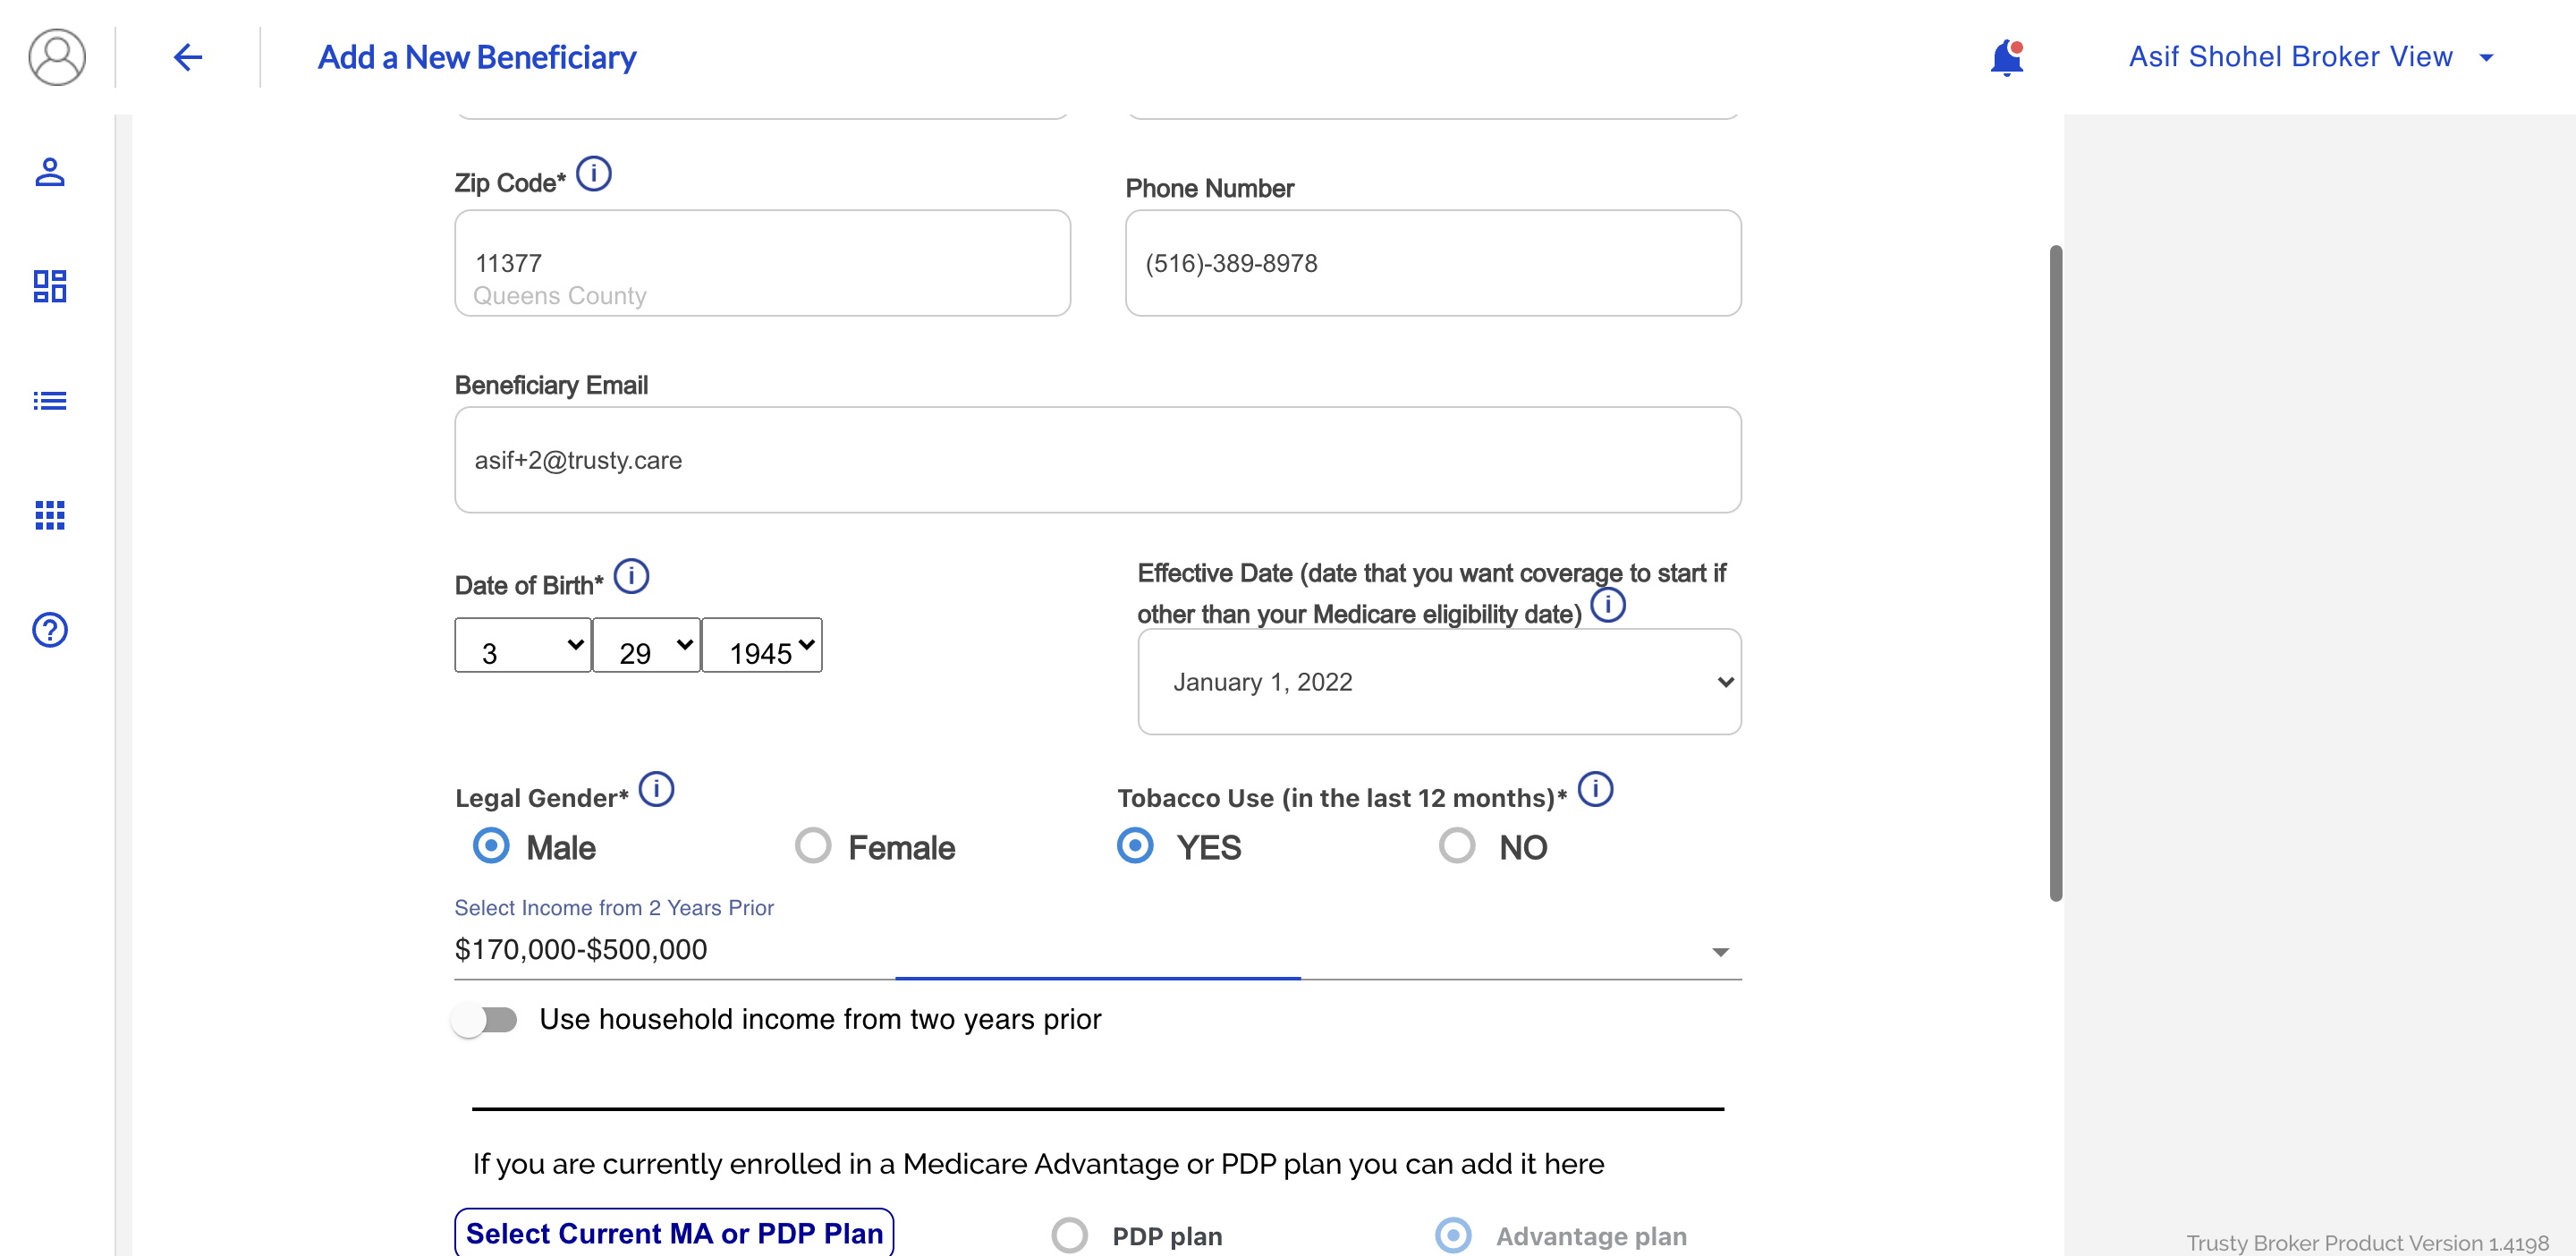 Add a New Beneficiary
Asif Shohel Broker View
Zip Code*
Phone Number
11377
Queens County
(516)-389-8978
Beneficiary Email
asif+2@trusty.care
Date of Birth*
3 29 1945
Effective Date (date that you want coverage to start if
other than your Medicare eligibility date)
January 1, 2022
Legal Gender*
Male Female
Tobacco Use (in the last 12 months)*
YES NO
Select Income from 2 Years Prior
$170,000-$500,000
Use household income from two years prior
If you are currently enrolled in a Medicare Advantage or PDP plan you can add it here
Select Current MA or PDP Plan
PDP plan
Advantage plan
Trusty Broker Product Version 1.4198